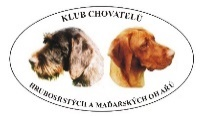 KLUB CHOVATELŮ
HRUBOSRSTÝCH A MAĎARSKÝCH OHAŘŮ